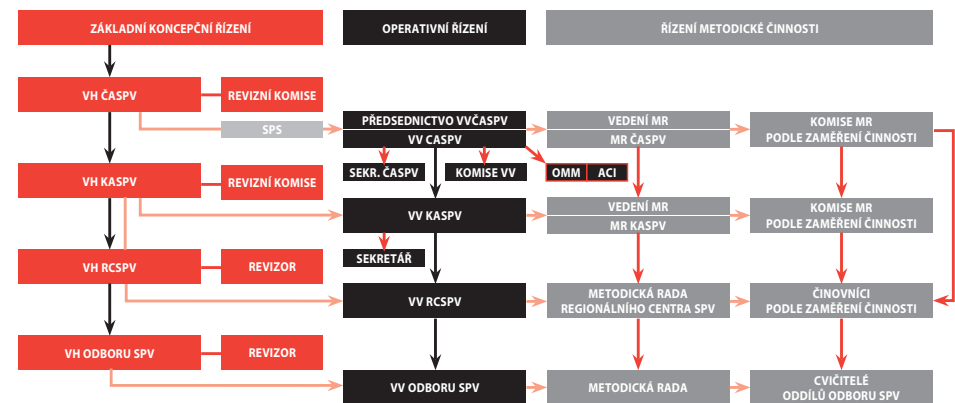 ZÁKLADNÍ KONCEPČNÍ ŘÍZENÍ
OPERATIVNÍ ŘÍZENÍ
ŘÍZENÍ METODICKÉ ČINNOSTI
VH ČASPV
REVIZNÍ KOMISE
SPS
PŘEDSEDNICTVO VVČASPV
VV CASPV
VEDENÍ MR
MR ČASPV
KOMISE MR
PODLE ZAMĚŘENÍ ČINNOSTI
SEKR. ČASPV
KOMISE VV
OMM
ACI
VH KASPV
REVIZNÍ KOMISE
VV KASPV
VEDENÍ MR
MR KASPV
KOMISE MR
PODLE ZAMĚŘENÍ ČINNOSTI
SEKRETÁŘ
VH RCSPV
REVIZOR
VV RCSPV
METODICKÁ RADA
REGIONÁLNÍHO CENTRA SPV
ČINOVNÍCI
PODLE ZAMĚŘENÍ ČINNOSTI
VH ODBORU SPV
REVIZOR
VV ODBORU SPV
METODICKÁ RADA
CVIČITELÉ
ODDÍLŮ ODBORU SPV